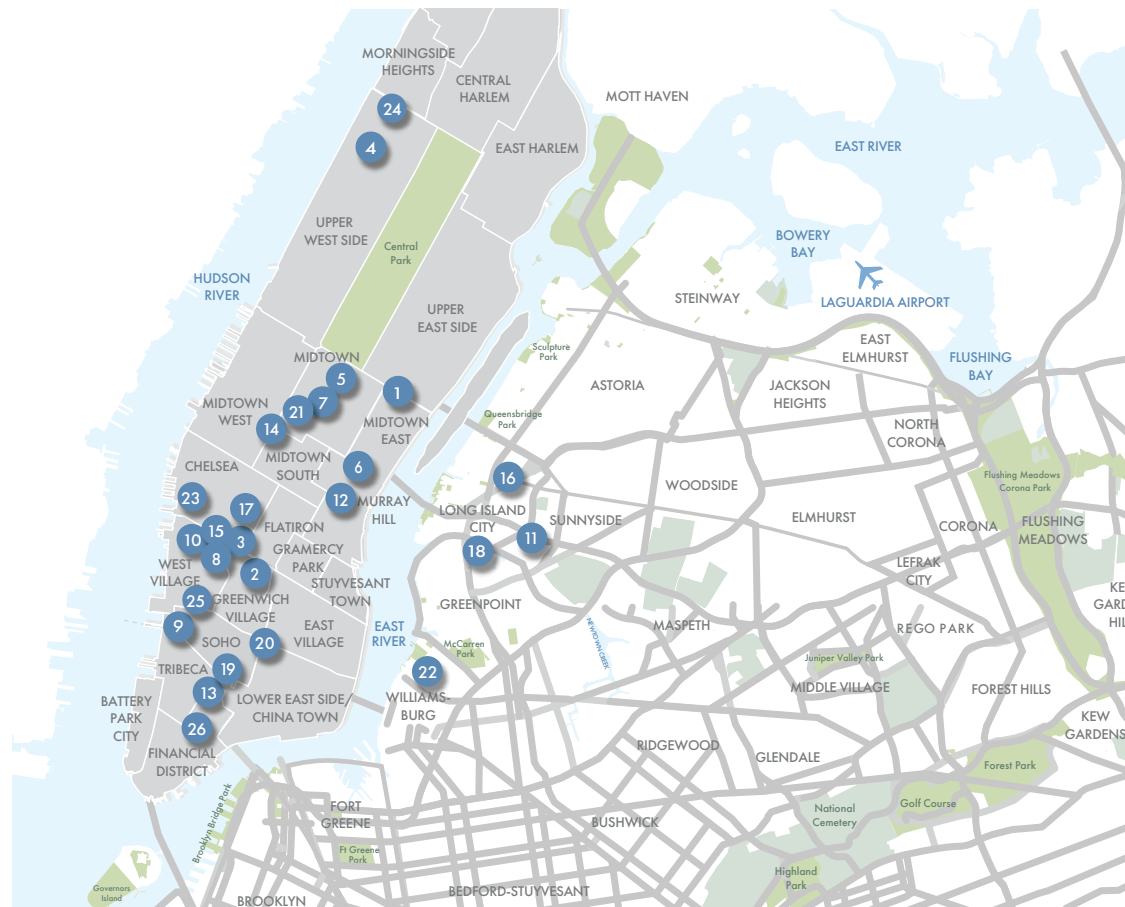 MORNINGSIDE
HEIGHTS
CENTRAL
HARLEM
MOTT HAVEN
24
4
EAST HARLEM
EAST RIVER
UPPER
WEST SIDE
Central
Park
BOWERY
BAY
HUDSON
RIVER
STEINWAY
LAGUARDIA AIRPORT
UPPER
EAST SIDE
EAST
ELMHURST
Sculpture
Park
FLUSHING
BAY
MIDTOWN
5
1
7
21
14
ASTORIA
JACKSON
HEIGHTS
MIDTOWN
WEST
Queensbridge
Park
MIDTOWN
EAST
NORTH
CORONA
CHELSEA
MIDTOWN
SOUTH
6
16
Flushing Meadows
Corona Park
WOODSIDE
23
12
17
MURRAY
HILL
LONG ISLAND
CITY
SUNNYSIDE
ELMHURST
CORONA
FLUSHING
MEADOWS
FLATIRON
15
10
3
8
11
18
GRAMERCY
PARK
WEST
VILLAGE
2
LEFRAK
CITY
STUYVESANT
TOWN
25
GREENWICH
VILLAGE
GREENPOINT
KE
GARD
HIL
9
SOHO
20
EAST
VILLAGE
EAST
RIVER
NEWTOWN CREEK
MASPETH
REGO PARK
McCarren
Park
Juniper Valley Park
TRIBECA
19
22
13
MIDDLE VILLAGE
FOREST HILLS
BATTERY
PARK
CITY
LOWER EAST SIDE/
CHINA TOWN
WILLIAMS-
BURG
26
KEW
GARDENS
FINANCIAL
DISTRICT
RIDGEWOOD
GLENDALE
Forest Park
Brooklyn Bridge Park
FORT
GREENE
National
Cemetery
Golf Course
BUSHWICK
Ft Greene
Park
Highland
Park
Governors
Island
BROOKLYN
BEDFORD-STUYVESANT